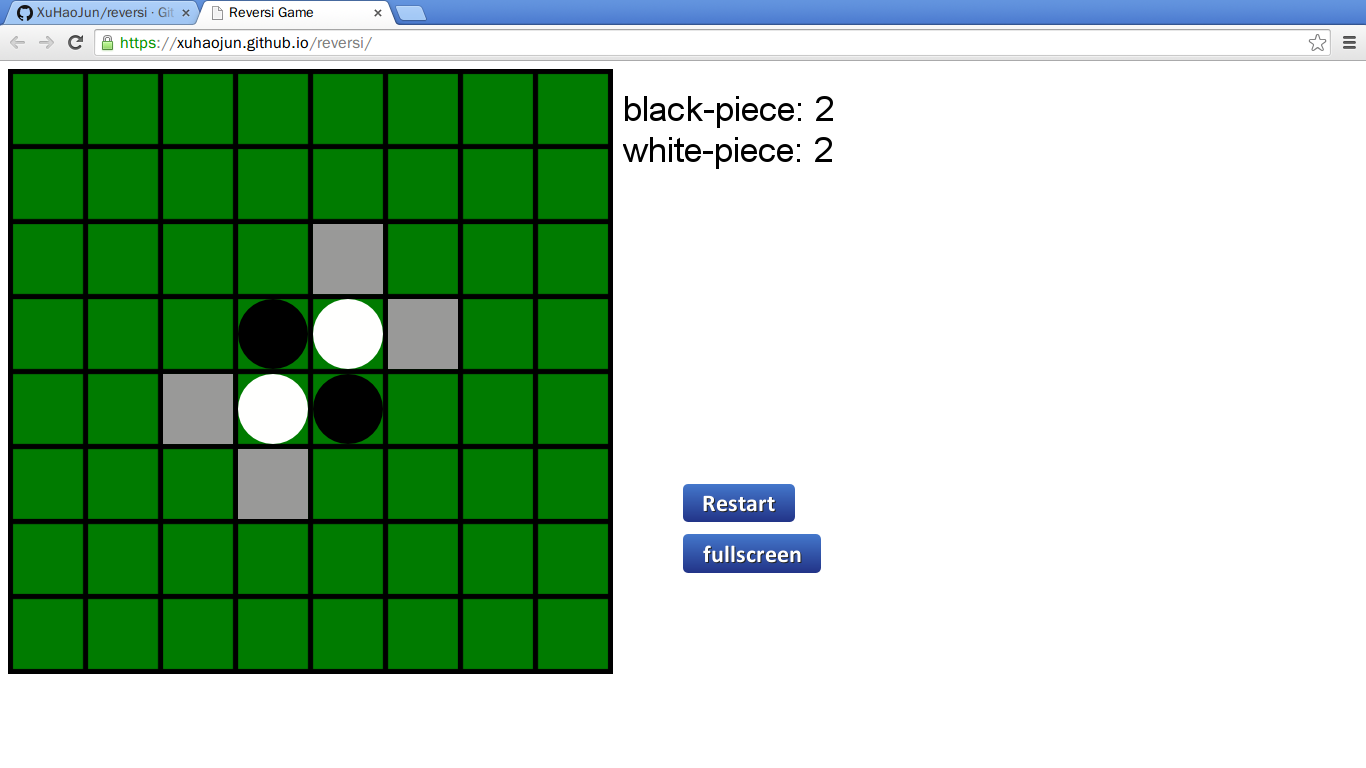 XuHaoJun/reversi · Git
Reversi Game
https://xuhaojun.github.io/reversi/
black-piece: 2
white-piece: 2
Restart
fullscreen